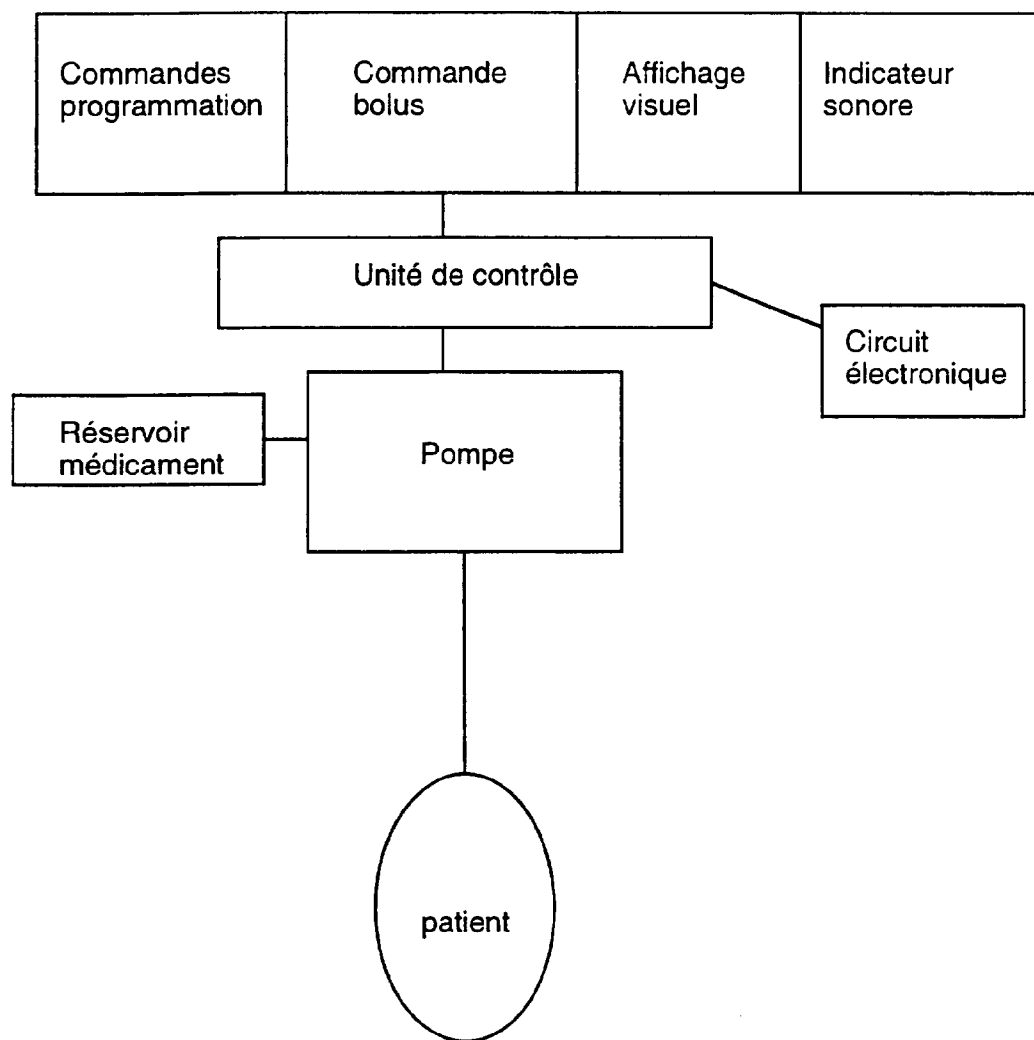 Commandes
programmation
Commande
bolus
Affichage
visuel
Indicateur
sonore
Unité de contrôle
Circuit
électronique
Réservoir
médicament
Pompe
patient